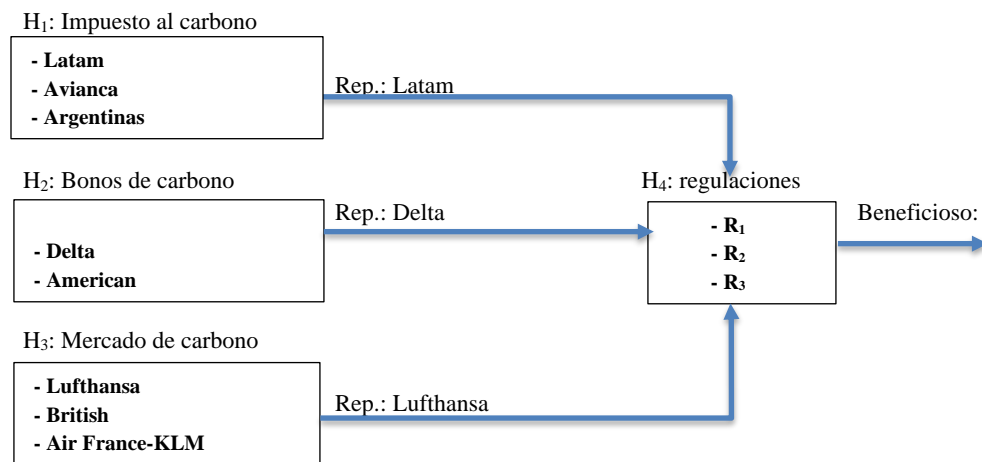 H₁: Impuesto al carbono
- Latam
- Avianca
- Argentinas
Rep.: Latam
H₂: Bonos de carbono
- Delta
- American
Rep.: Delta
H₃: Mercado de carbono
- Lufthansa
- British
- Air France-KLM
Rep.: Lufthansa
H₄: regulaciones
- R₁
- R₂
- R₃
Beneficioso: